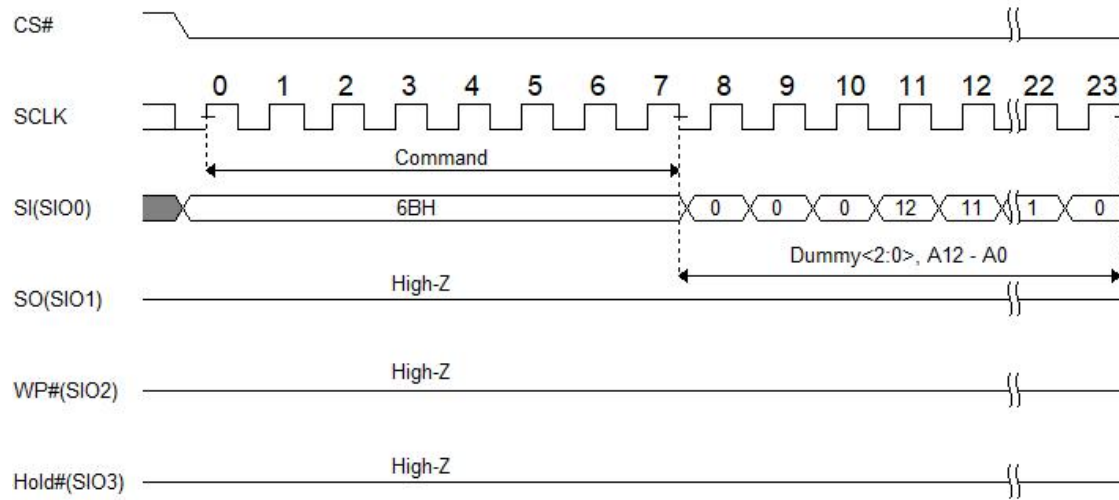 CS#
0 1 2 3 4 5 6 7 8 9 10 11 12 22 23
SCLK
Command
SI(SIO0) 6BH 0 0 0 12 11 1 0
Dummy<2:0>, A12 - A0
High-Z
SO(SIO1)
High-Z
WP#(SIO2)
High-Z
Hold#(SIO3)